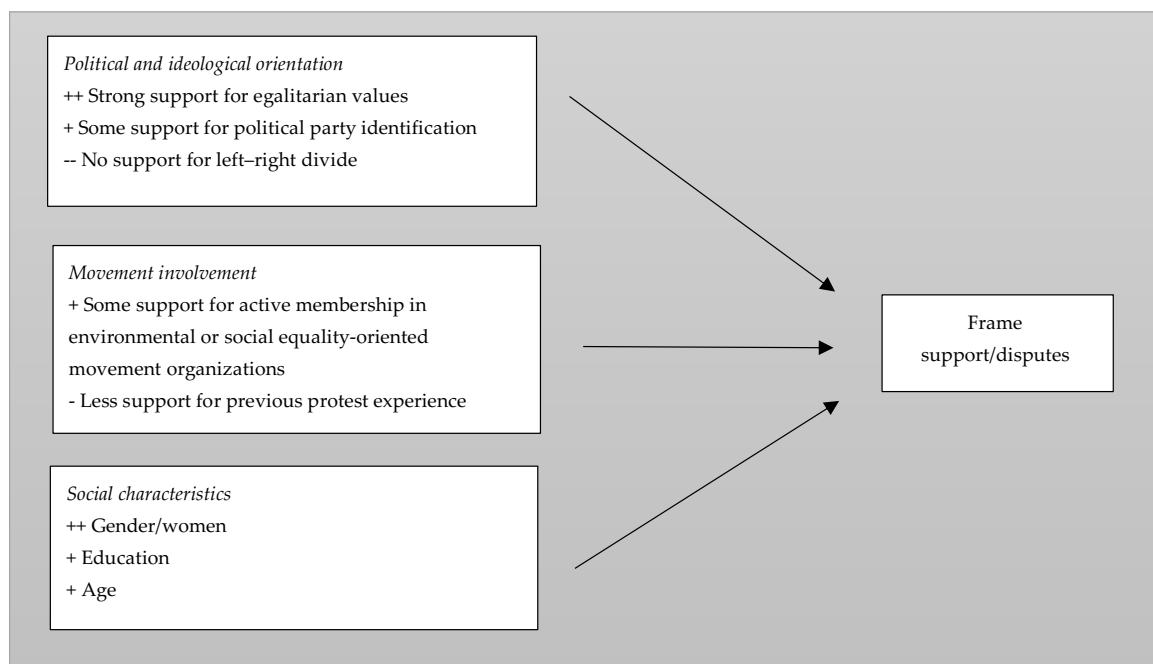 Political and ideological orientation
++ Strong support for egalitarian values
+ Some support for political party identification
-- No support for left–right divide
Movement involvement
+ Some support for active membership in
environmental or social equality-oriented
movement organizations
- Less support for previous protest experience
Frame
support/disputes
Social characteristics
++ Gender/women
+ Education
+ Age